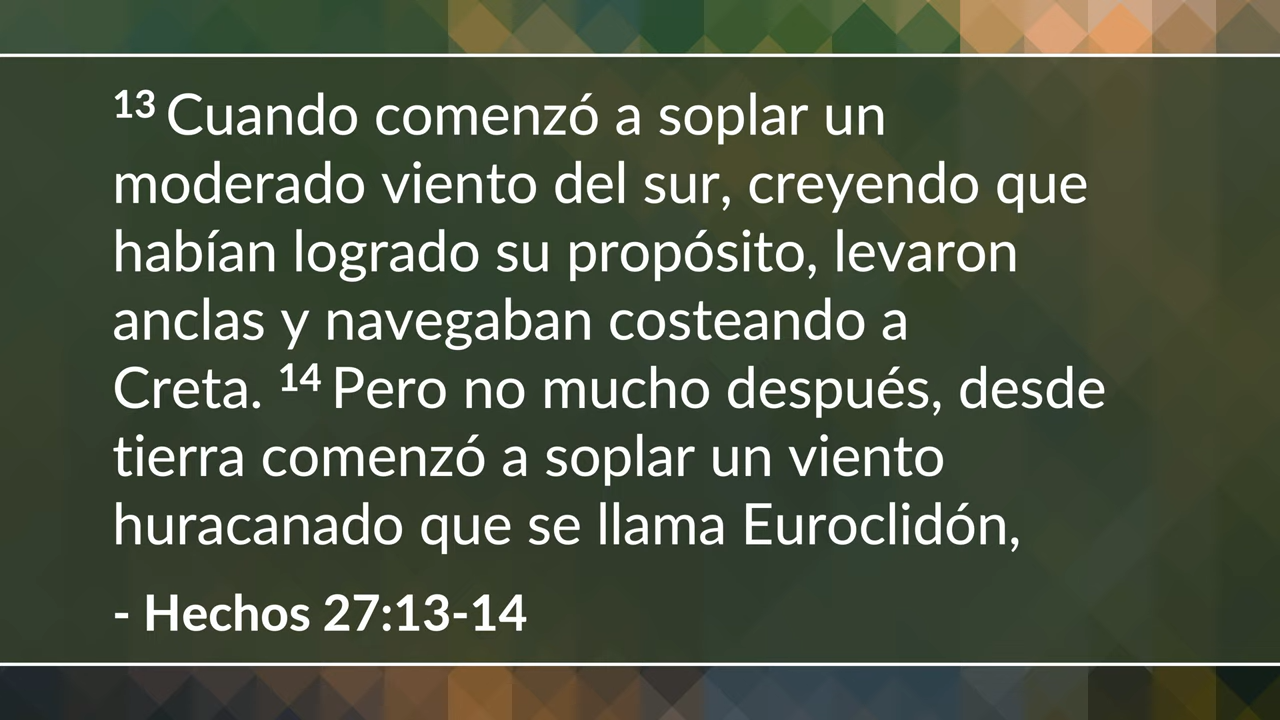 13 Cuando comenzó a soplar un
moderado viento del sur, creyendo que
habían logrado su propósito, levaron
anclas y navegaban costeando a
Creta. 14 Pero no mucho después, desde
tierra comenzó a soplar un viento
huracanado que se llama Euroclidón,
- Hechos 27:13-14